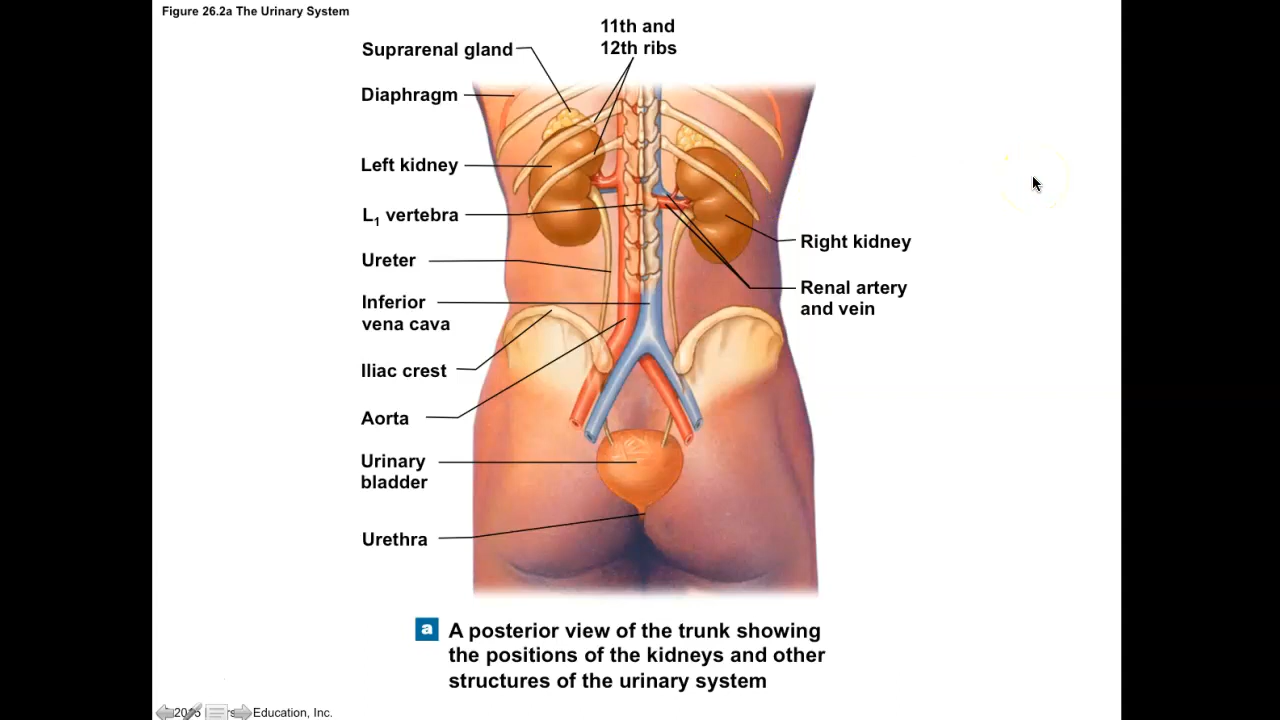 Figure 26.2a The Urinary System
11th and
12th ribs
Suprarenal gland
Diaphragm
Left kidney
L1 vertebra
Ureter
Inferior
vena cava
Iliac crest
Aorta
Urinary
bladder
Urethra
Right kidney
Renal artery
and vein
a
A posterior view of the trunk showing
the positions of the kidneys and other
structures of the urinary system
Education, Inc.